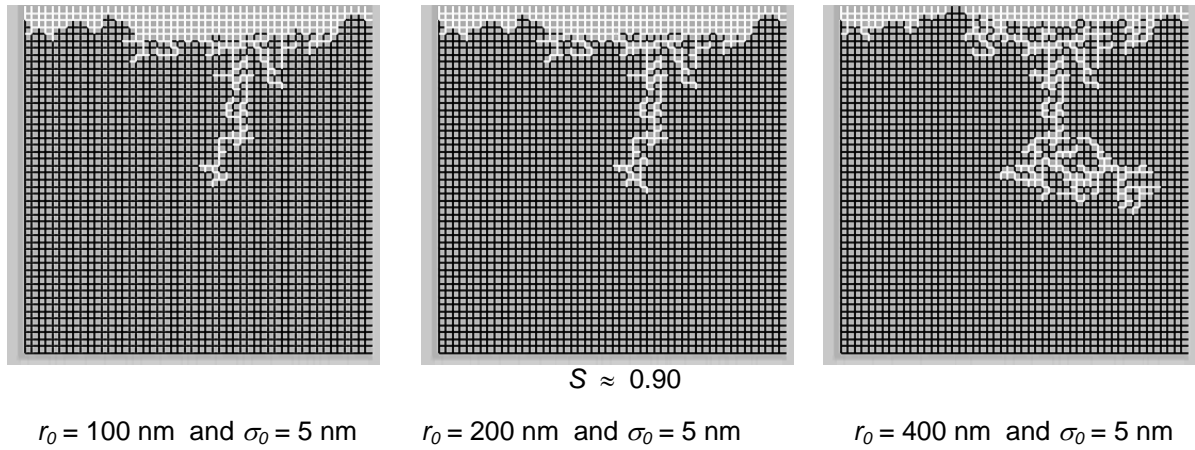 S ≈ 0.90
r₀ = 100 nm and σ₀ = 5 nm
r₀ = 200 nm and σ₀ = 5 nm
r₀ = 400 nm and σ₀ = 5 nm